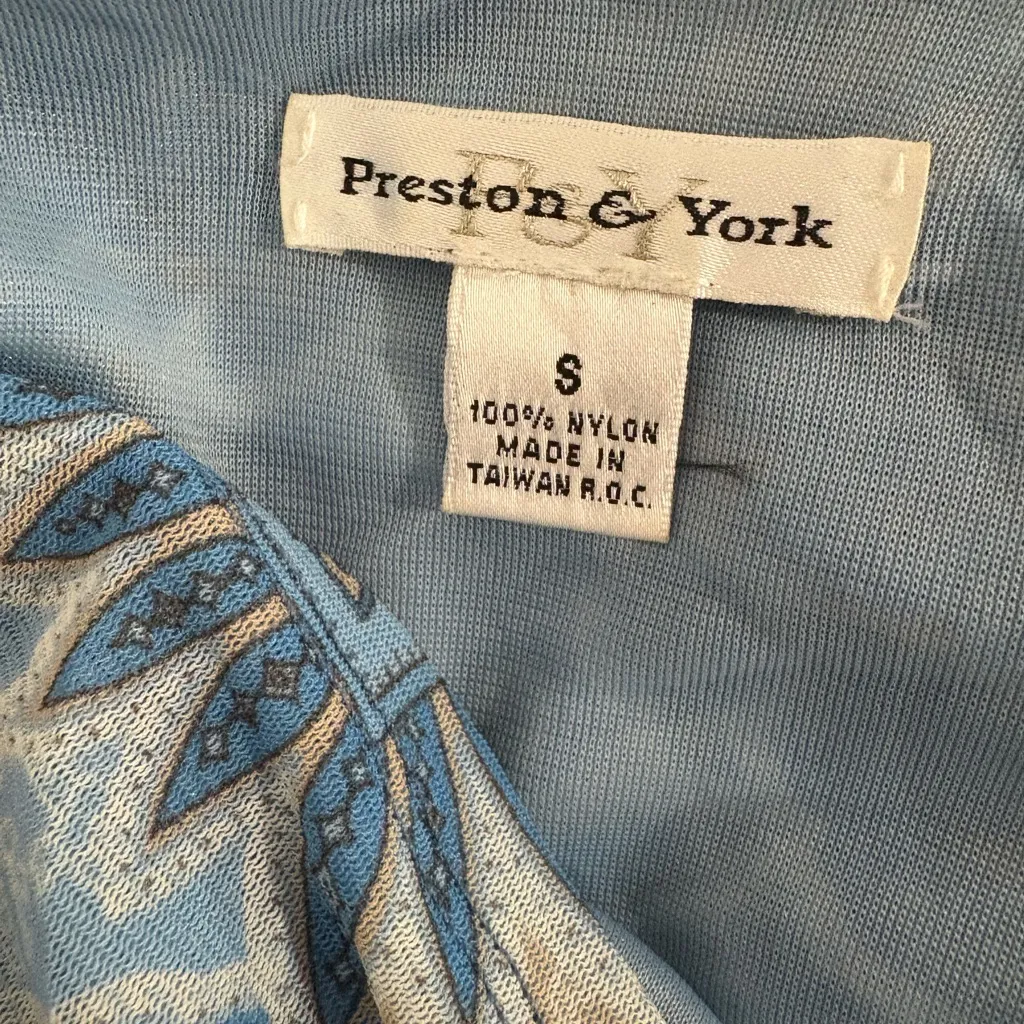 Preston & York
P&Y
S
100% NYLON
MADE IN
TAIWAN R.O.C.